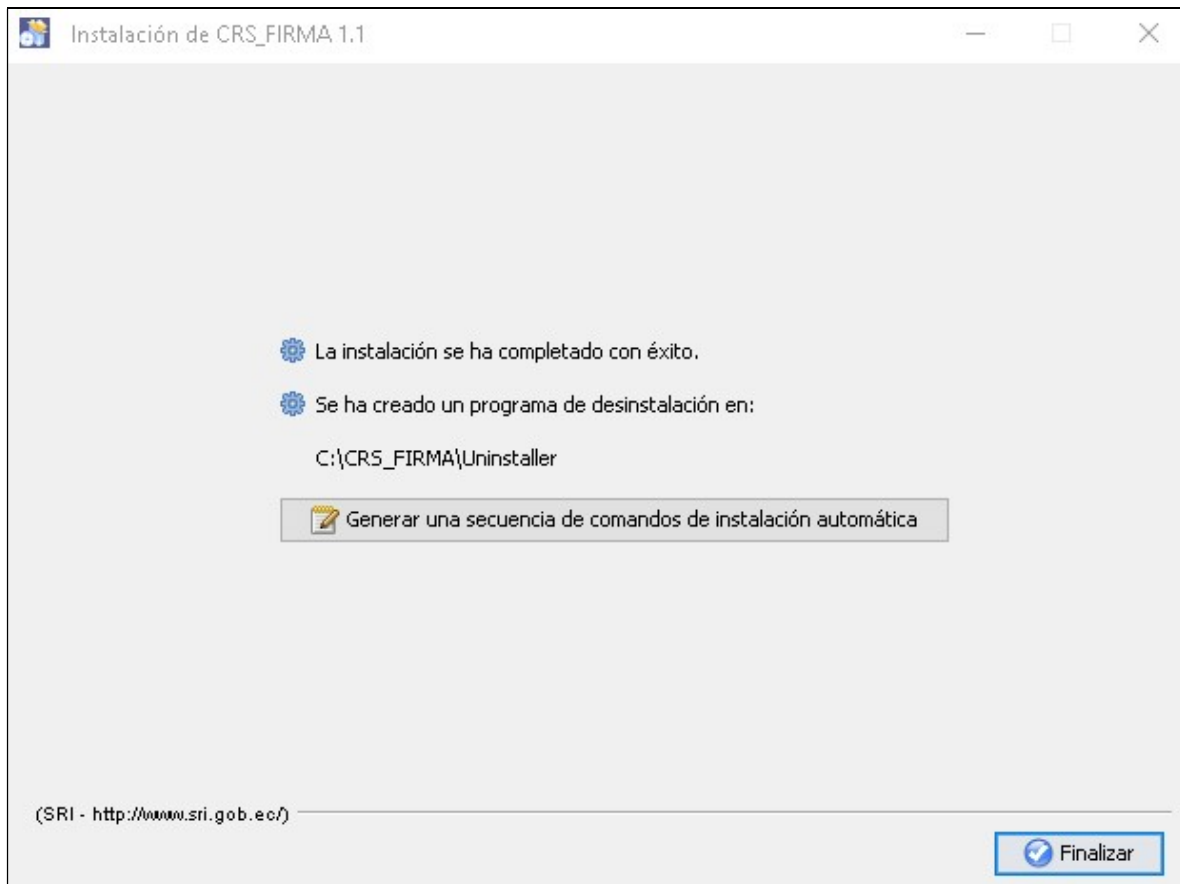 Instalación de CRS_FIRMA 1.1
La instalación se ha completado con éxito.
Se ha creado un programa de desinstalación en:
C:\CRS_FIRMA\Uninstaller
Generar una secuencia de comandos de instalación automática
(SRI - http://www.sri.gob.ec/)
Finalizar